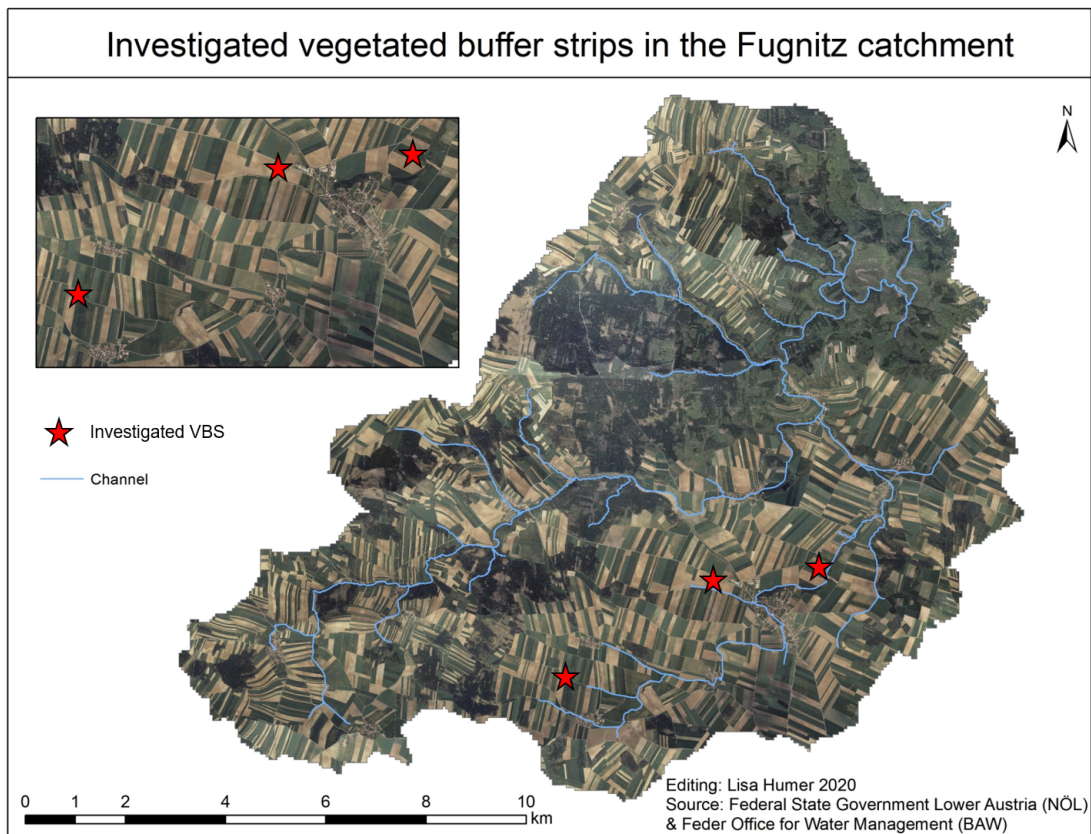 Investigated vegetated buffer strips in the Fugnitz catchment
N
Investigated VBS
Channel
0 1 2 4 6 8 10
km
Editing: Lisa Humer 2020
Source: Federal State Government Lower Austria (NÖL)
& Feder Office for Water Management (BAW)